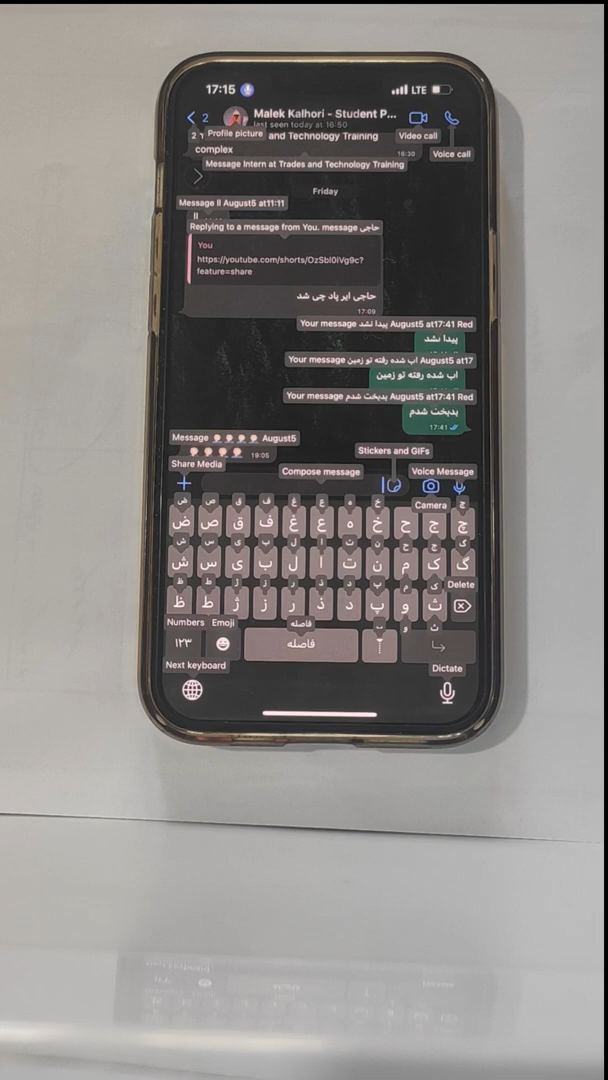 17:15
LTE
2
Malek Kalhori - Student P...
last seen today at 16:50
Profile picture
Video call
and Technology Training
complex
16:30
Voice call
Message Intern at Trades and Technology Training
Friday
Message II August5 at11:11
Replying to a message from You. message حاجی
You
https://youtube.com/shorts/OzSbl0iVg9c?
feature=share
حاجی ایر پاد چی شد
17:09
Your message پیدا نشد August5 at17:41 Red
پیدا نشد
Your message اب شده رفته تو زمین August5 at17
اب شده رفته تو زمین
Your message بدبخت شدم August5 at17:41 Red
بدبخت شدم
17:41
Message 🎈🎈🎈🎈 August5
19:05
Share Media
Stickers and GIFs
Compose message
Voice Message
Camera
ض ص ق ف غ ع ه خ ح ج چ
ش س ی ب ل ا ت ن م ک گ
Delete
ظ ط ژ ز ر ذ د پ و ث
Numbers Emoji فاصله
۱۲۳ فاصله
Next keyboard
Dictate